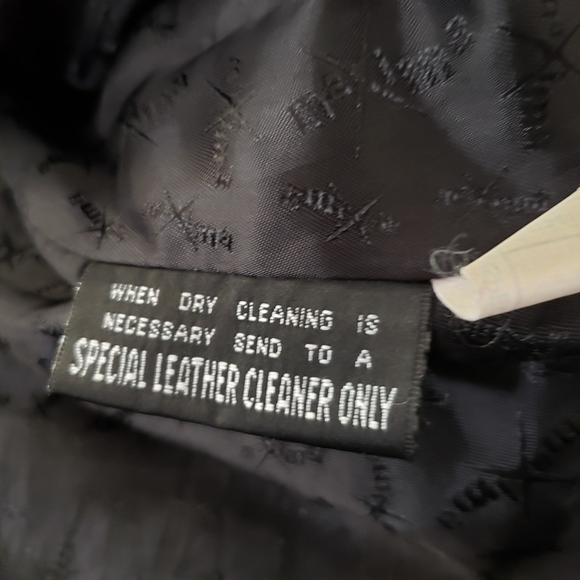 WHEN DRY CLEANING IS
NECESSARY SEND TO A
SPECIAL LEATHER CLEANER ONLY